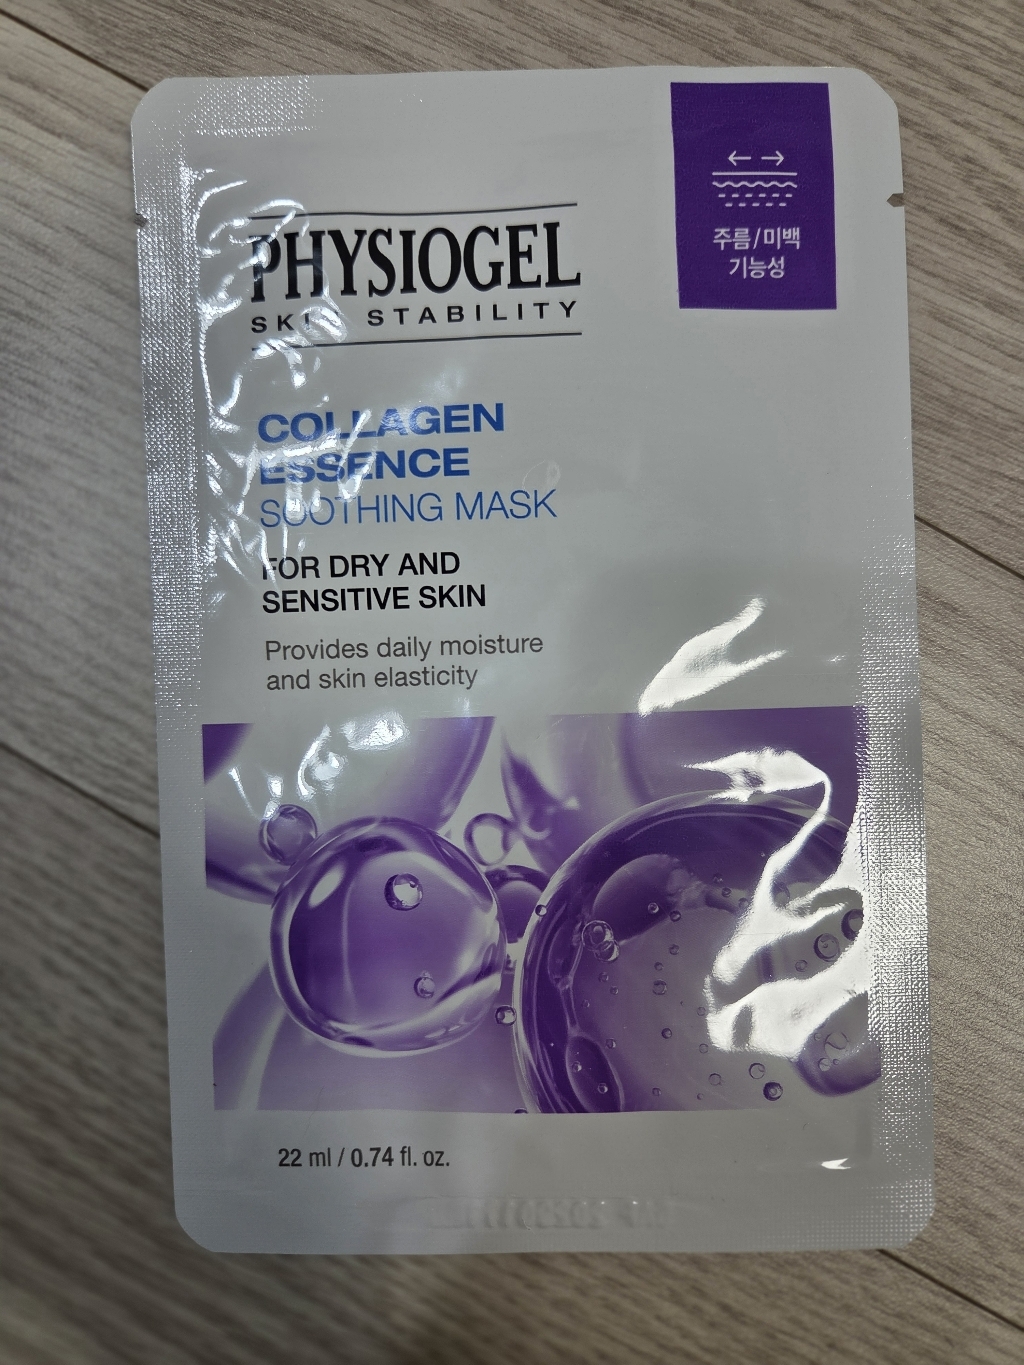 PHYSIOGEL
SKIN STABILITY
주름/미백
기능성
COLLAGEN
ESSENCE
SOOTHING MASK
FOR DRY AND
SENSITIVE SKIN
Provides daily moisture
and skin elasticity
22 ml / 0.74 fl. oz.